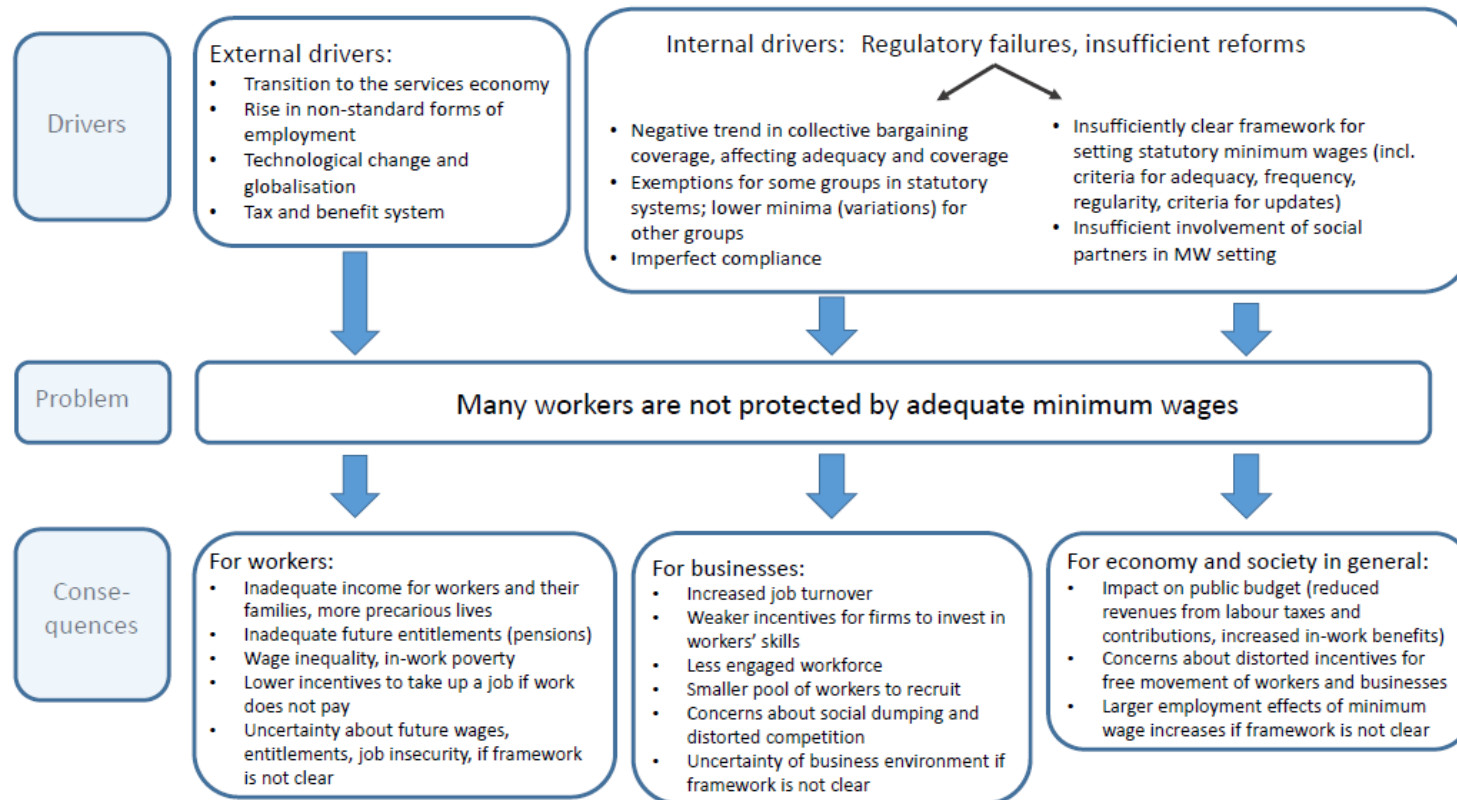 Drivers
External drivers:
• Transition to the services economy
• Rise in non-standard forms of
employment
• Technological change and
globalisation
• Tax and benefit system
Internal drivers: Regulatory failures, insufficient reforms
• Negative trend in collective bargaining
coverage, affecting adequacy and coverage
• Exemptions for some groups in statutory
systems; lower minima (variations) for
other groups
• Imperfect compliance
• Insufficiently clear framework for
setting statutory minimum wages (incl.
criteria for adequacy, frequency,
regularity, criteria for updates)
• Insufficient involvement of social
partners in MW setting
Problem
Many workers are not protected by adequate minimum wages
Conse-
quences
For workers:
• Inadequate income for workers and their
families, more precarious lives
• Inadequate future entitlements (pensions)
• Wage inequality, in-work poverty
• Lower incentives to take up a job if work
does not pay
• Uncertainty about future wages,
entitlements, job insecurity, if framework
is not clear
For businesses:
• Increased job turnover
• Weaker incentives for firms to invest in
workers’ skills
• Less engaged workforce
• Smaller pool of workers to recruit
• Concerns about social dumping and
distorted competition
• Uncertainty of business environment if
framework is not clear
For economy and society in general:
• Impact on public budget (reduced
revenues from labour taxes and
contributions, increased in-work benefits)
• Concerns about distorted incentives for
free movement of workers and businesses
• Larger employment effects of minimum
wage increases if framework is not clear